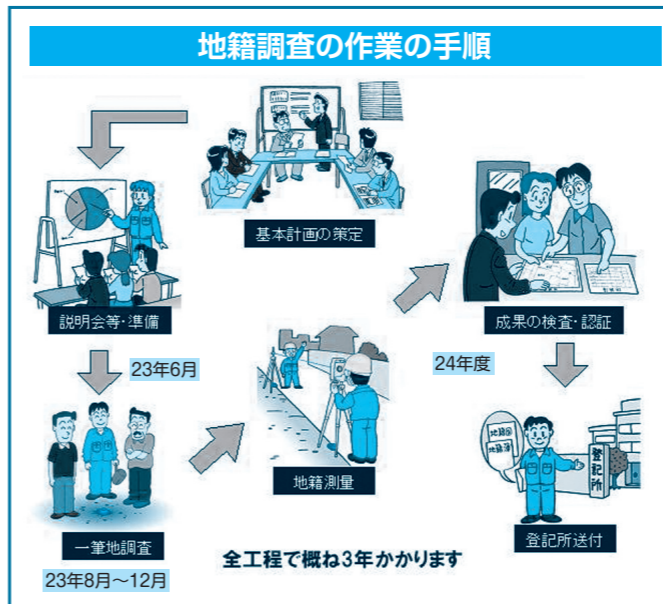 地籍調査の作業の手順
基本計画の策定
説明会等・準備
23年6月
一筆地調査
23年8月～12月
地籍測量
成果の検査・認証
24年度
地籍図
地籍簿
登記所
登記所送付
全工程で概ね3年かかります